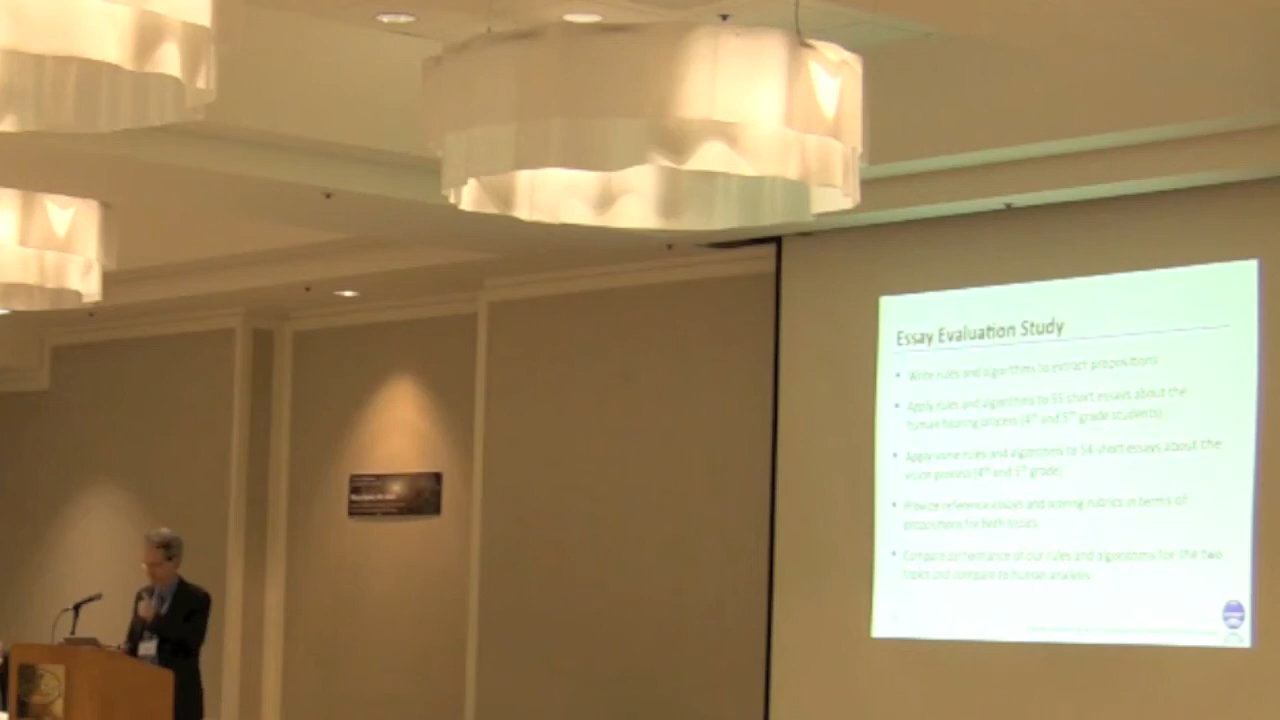 Essay Evaluation Study
Write rules and algorithms to extract propositions
Apply rules and algorithms to 55 short essays about the
human hearing process (4th and 5th grade students)
Apply same rules and algorithms to 54 short essays about the
vision process (4th and 5th grade)
Provide reference essays and scoring rubrics in terms of
propositions for both topics
Compare performance of our rules and algorithms for the two
topics and compare to human analysis